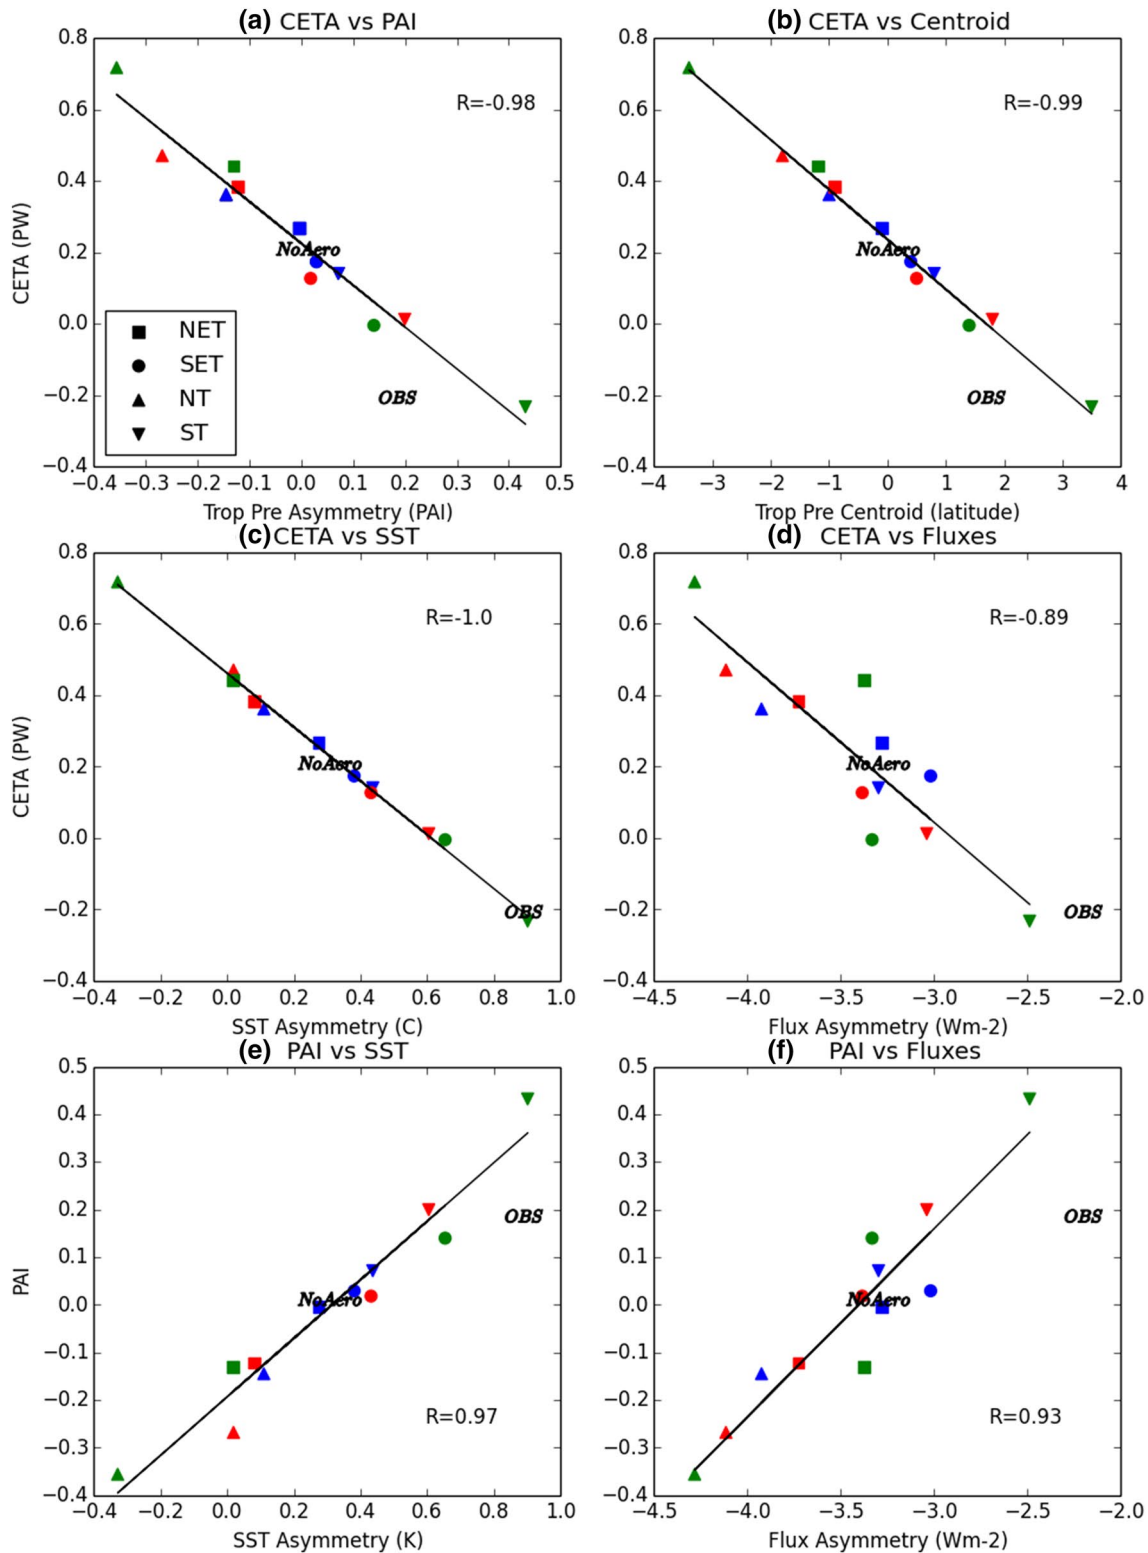 (a) CETA vs PAI
(b) CETA vs Centroid
0.8
0.6
0.4
0.2
0.0
−0.2
−0.4
CETA (PW)
R=-0.98
NoAero
OBS
NET
SET
NT
ST
−0.4 −0.3 −0.2 −0.1 0.0 0.1 0.2 0.3 0.4 0.5
Trop Pre Asymmetry (PAI)
0.8
0.6
0.4
0.2
0.0
−0.2
−0.4
R=-0.99
NoAero
OBS
−4 −3 −2 −1 0 1 2 3 4
Trop Pre Centroid (latitude)
(c) CETA vs SST
(d) CETA vs Fluxes
0.8
0.6
0.4
0.2
0.0
−0.2
−0.4
CETA (PW)
R=-1.0
NoAero
OBS
−0.4 −0.2 0.0 0.2 0.4 0.6 0.8 1.0
SST Asymmetry (C)
0.8
0.6
0.4
0.2
0.0
−0.2
−0.4
R=-0.89
NoAero
OBS
−4.5 −4.0 −3.5 −3.0 −2.5 −2.0
Flux Asymmetry (Wm-2)
(e) PAI vs SST
(f) PAI vs Fluxes
0.5
0.4
0.3
0.2
0.1
0.0
−0.1
−0.2
−0.3
−0.4
PAI
OBS
NoAero
R=0.97
−0.4 −0.2 0.0 0.2 0.4 0.6 0.8 1.0
SST Asymmetry (K)
0.5
0.4
0.3
0.2
0.1
0.0
−0.1
−0.2
−0.3
−0.4
OBS
NoAero
R=0.93
−4.5 −4.0 −3.5 −3.0 −2.5 −2.0
Flux Asymmetry (Wm-2)